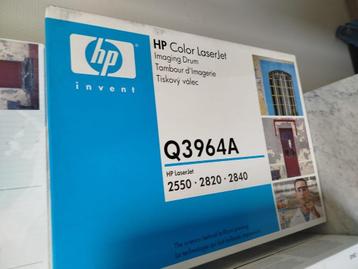 hp
invent
HP Color LaserJet
Imaging Drum
Tambour d'imagerie
Tiskový válec
Q3964A
HP LaserJet
2550 · 2820 · 2840